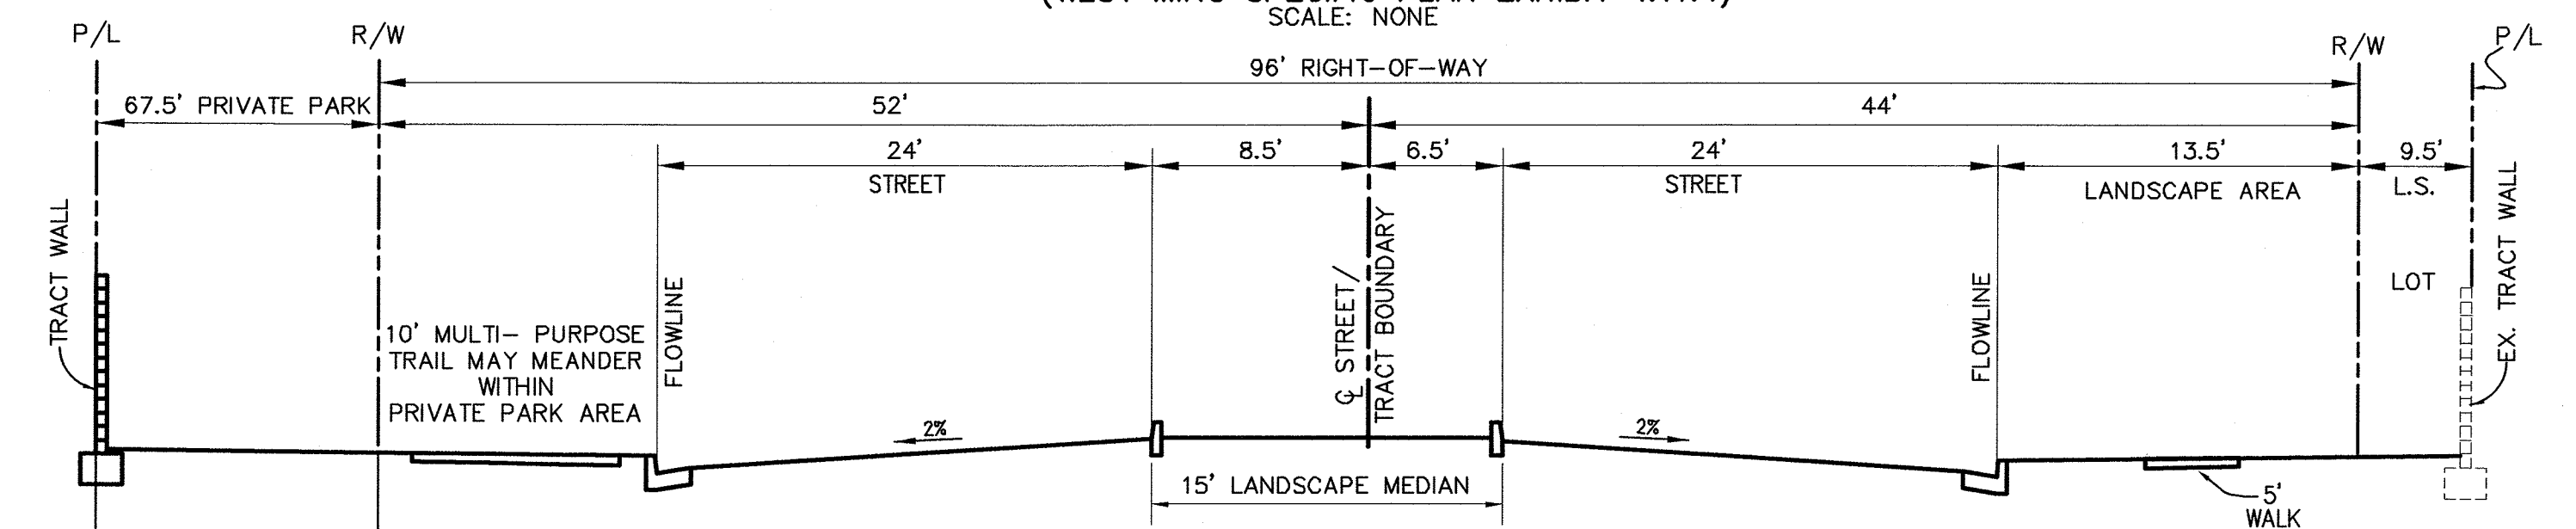 SCALE: NONE
P/L
R/W
R/W
P/L
96' RIGHT-OF-WAY
67.5' PRIVATE PARK
52'
44'
24'
8.5'
6.5'
24'
13.5'
9.5'
STREET
STREET
LANDSCAPE AREA
L.S.
LOT
TRACT WALL
10' MULTI- PURPOSE
TRAIL MAY MEANDER
WITHIN
PRIVATE PARK AREA
FLOWLINE
℄ STREET/
TRACT BOUNDARY
FLOWLINE
EX. TRACT WALL
2%
2%
15' LANDSCAPE MEDIAN
5'
WALK